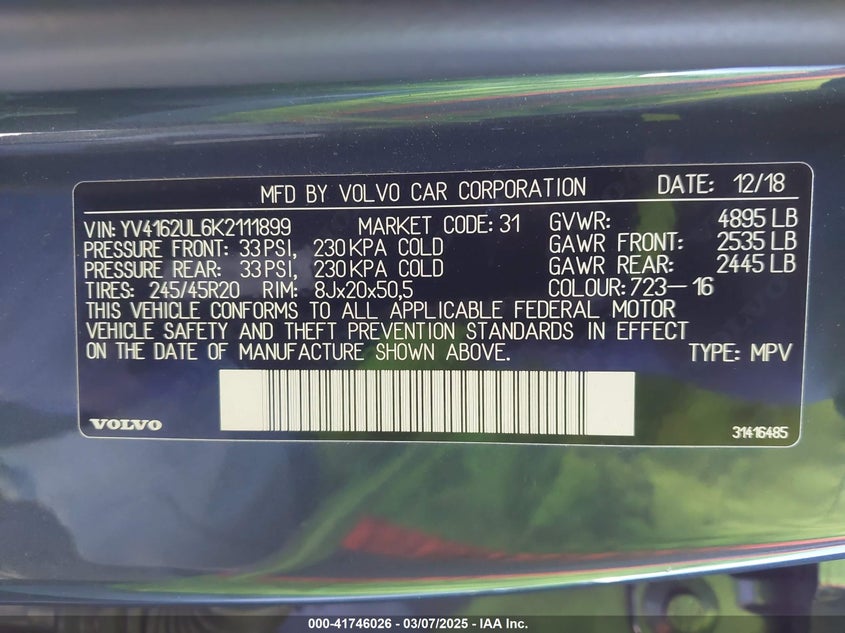 MFD BY VOLVO CAR CORPORATION DATE: 12/18
VIN: YV4162UL6K2111899 MARKET CODE: 31 GVWR: 4895 LB
PRESSURE FRONT: 33 PSI, 230 KPA COLD GAWR FRONT: 2535 LB
PRESSURE REAR: 33 PSI, 230 KPA COLD GAWR REAR: 2445 LB
TIRES: 245/45R20 RIM: 8Jx20x50,5 COLOUR: 723-16
THIS VEHICLE CONFORMS TO ALL APPLICABLE FEDERAL MOTOR
VEHICLE SAFETY AND THEFT PREVENTION STANDARDS IN EFFECT
ON THE DATE OF MANUFACTURE SHOWN ABOVE. TYPE: MPV
VOLVO 31416485
000-41746026 - 03/07/2025 - IAA Inc.